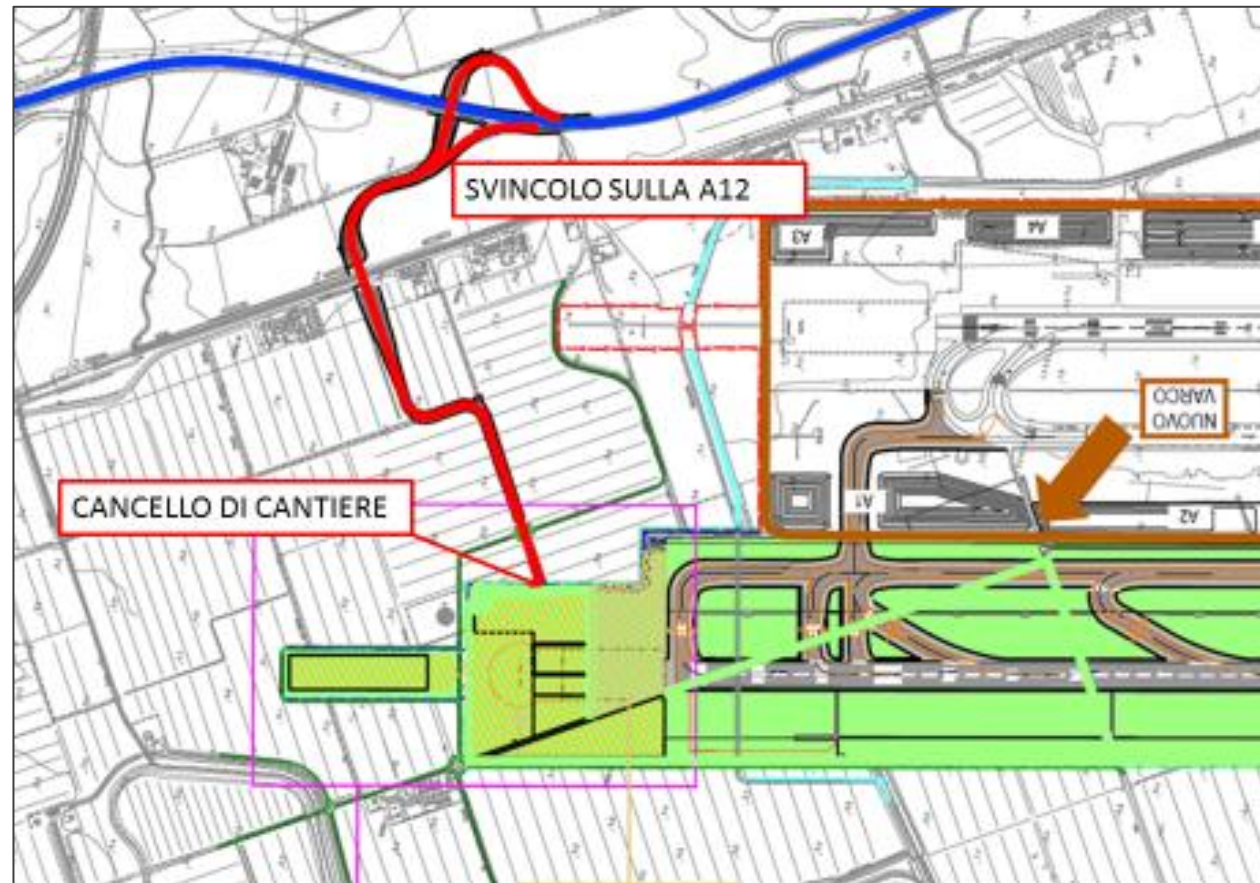 SVINCOLO SULLA A12
A3
A4
NUOVO
VARCO
CANCELLO DI CANTIERE
A1
A2